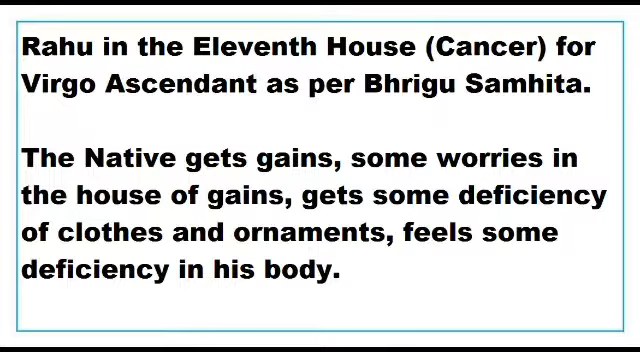 Rahu in the Eleventh House (Cancer) for
Virgo Ascendant as per Bhrigu Samhita.
The Native gets gains, some worries in
the house of gains, gets some deficiency
of clothes and ornaments, feels some
deficiency in his body.